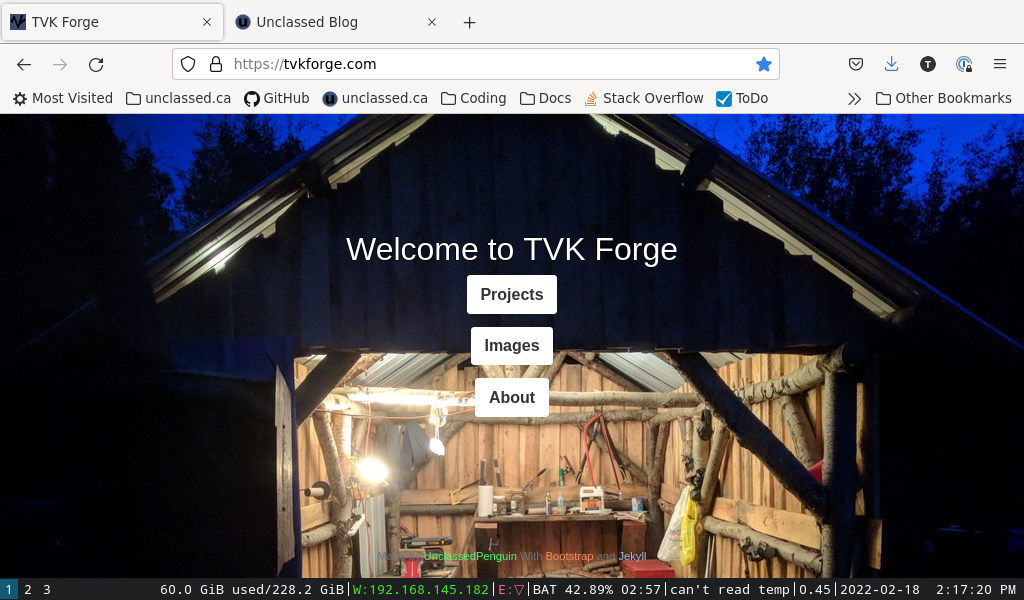 TVK Forge
Unclassed Blog
https://tvkforge.com
T
Most Visited unclassed.ca GitHub unclassed.ca Coding Docs Stack Overflow ToDo Other Bookmarks
Welcome to TVK Forge
Projects
Images
About
UnclassedPenguin With Bootstrap and Jekyll
1 2 3 60.0 GiB used/228.2 GiB|W:192.168.145.182|E:▽|BAT 42.89% 02:57|can't read temp|0.45|2022-02-18 2:17:20 PM